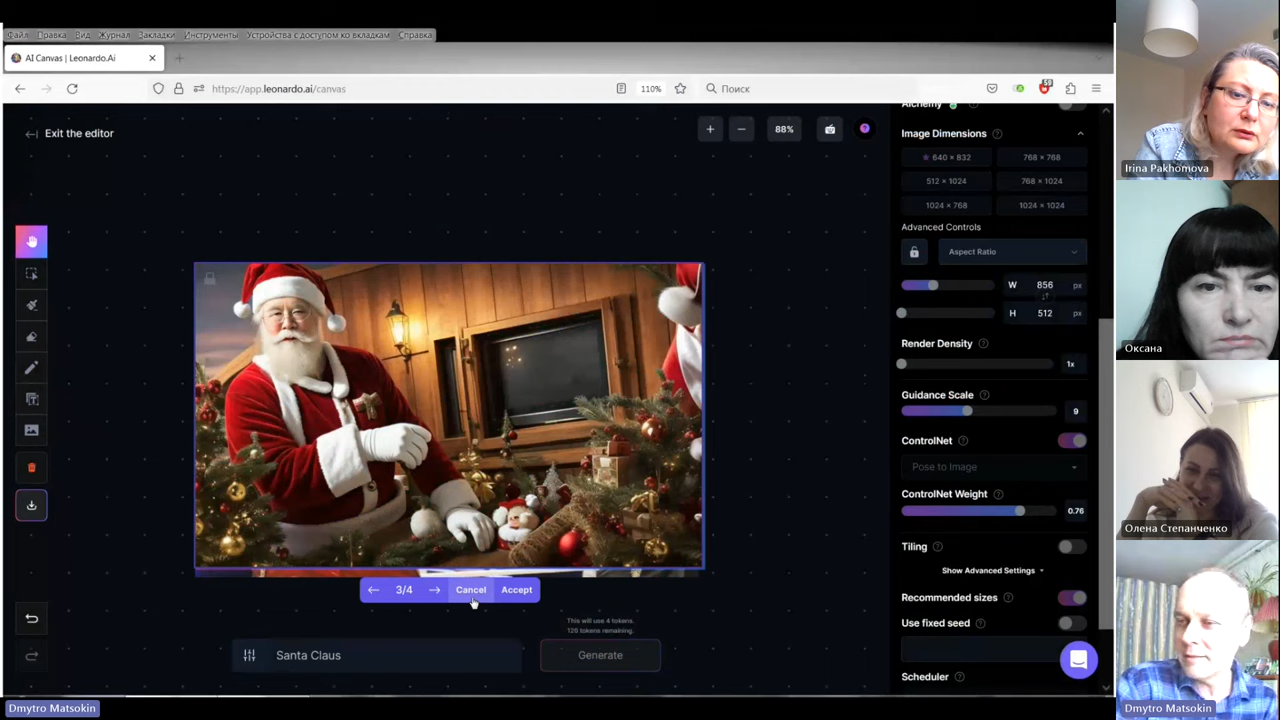 Файл Правка Вид Журнал Закладки Инструменты Устройства с доступом ко вкладкам Справка
AI Canvas | Leonardo.Ai
https://app.leonardo.ai/canvas
110%
Поиск
59
Exit the editor
88%
Alchemy
Image Dimensions
640 × 832
768 × 768
512 × 1024
768 × 1024
1024 × 768
1024 × 1024
Advanced Controls
Aspect Ratio
W 856 px
H 512 px
Render Density
1x
Guidance Scale
9
ControlNet
Pose to Image
ControlNet Weight
0.76
Tiling
Show Advanced Settings
Recommended sizes
Use fixed seed
Scheduler
3/4
Cancel
Accept
This will use 4 tokens.
126 tokens remaining.
Santa Claus
Generate
Dmytro Matsokin
Irina Pakhomova
Оксана
Олена Степанченко
Dmytro Matsokin